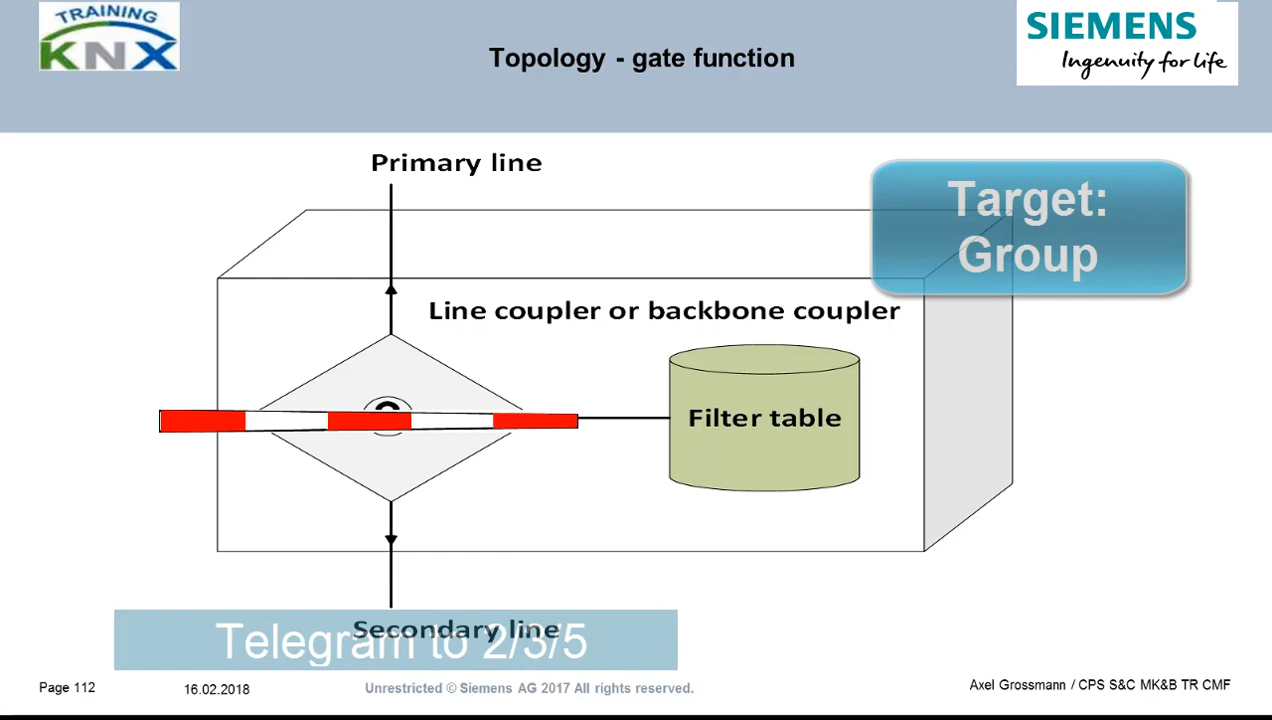 TRAINING
KNX
SIEMENS
Ingenuity for life
Topology - gate function
Primary line
Target:
Group
Line coupler or backbone coupler
Filter table
Secondary line
Telegram to 2/3/5
Page 112
16.02.2018
Unrestricted © Siemens AG 2017 All rights reserved.
Axel Grossmann / CPS S&C MK&B TR CMF